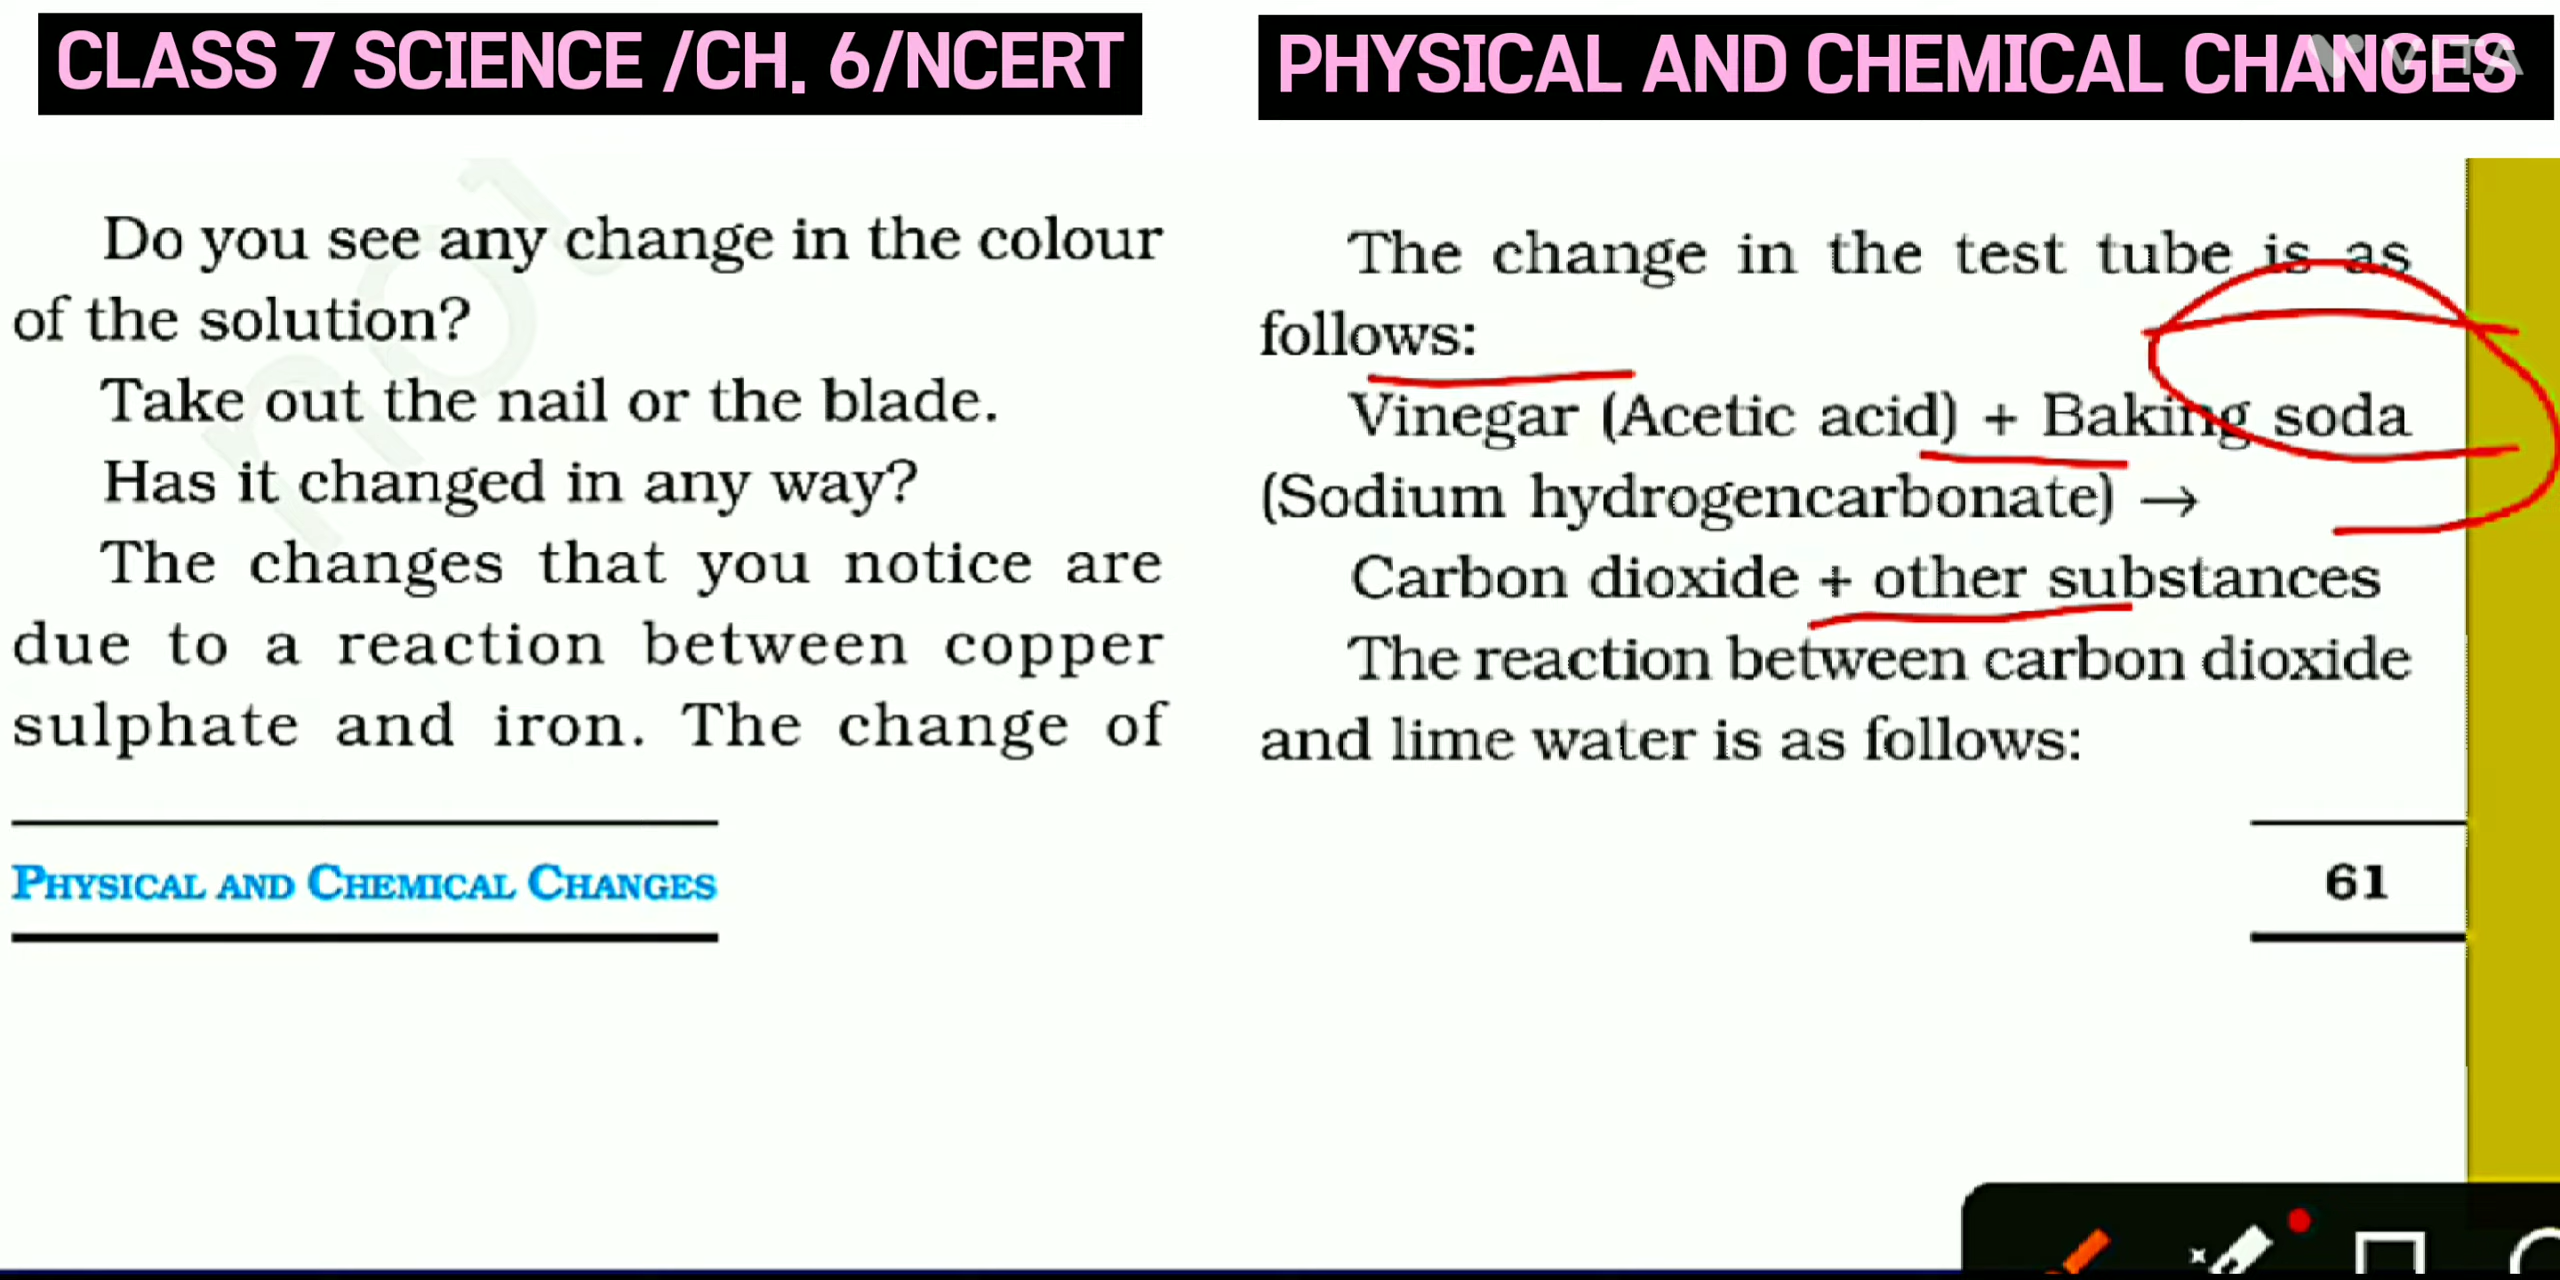 CLASS 7 SCIENCE /CH. 6/NCERT
PHYSICAL AND CHEMICAL CHANGES
VITA
Do you see any change in the colour
of the solution?
Take out the nail or the blade.
Has it changed in any way?
The changes that you notice are
due to a reaction between copper
sulphate and iron. The change of
PHYSICAL AND CHEMICAL CHANGES
The change in the test tube is as
follows:
Vinegar (Acetic acid) + Baking soda
(Sodium hydrogencarbonate) →
Carbon dioxide + other substances
The reaction between carbon dioxide
and lime water is as follows:
61